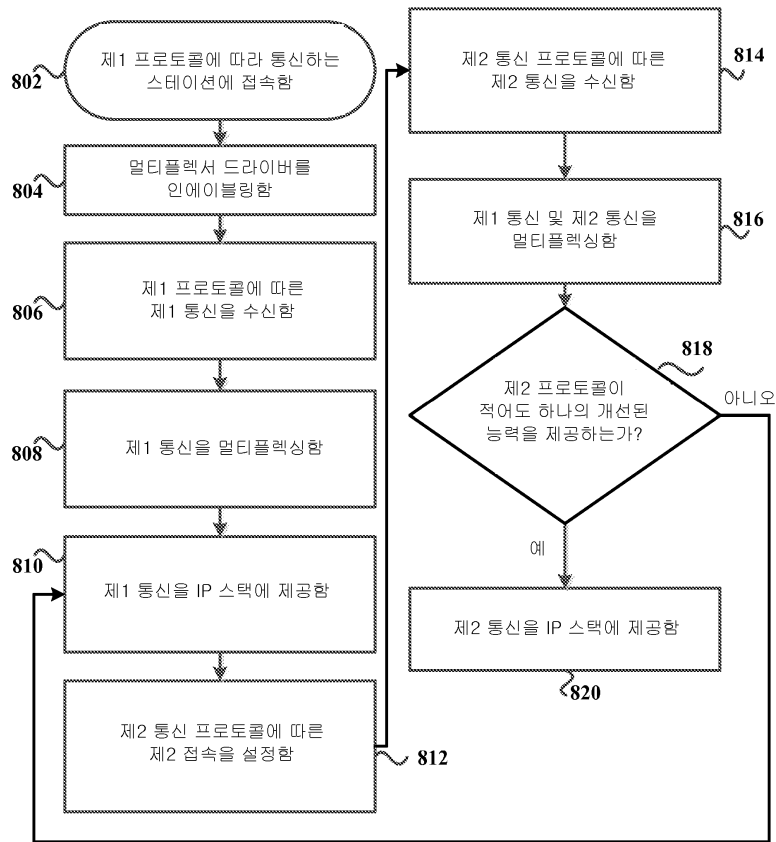 802
제1 프로토콜에 따라 통신하는
스테이션에 접속함
804
멀티플렉서 드라이버를
인에이블링함
806
제1 프로토콜에 따른
제1 통신을 수신함
808
제1 통신을 멀티플렉싱함
810
제1 통신을 IP 스택에 제공함
제2 통신 프로토콜에 따른
제2 접속을 설정함
812
제2 통신 프로토콜에 따른
제2 통신을 수신함
814
제1 통신 및 제2 통신을
멀티플렉싱함
816
818
제2 프로토콜이
적어도 하나의 개선된
능력을 제공하는가?
아니오
예
제2 통신을 IP 스택에 제공함
820